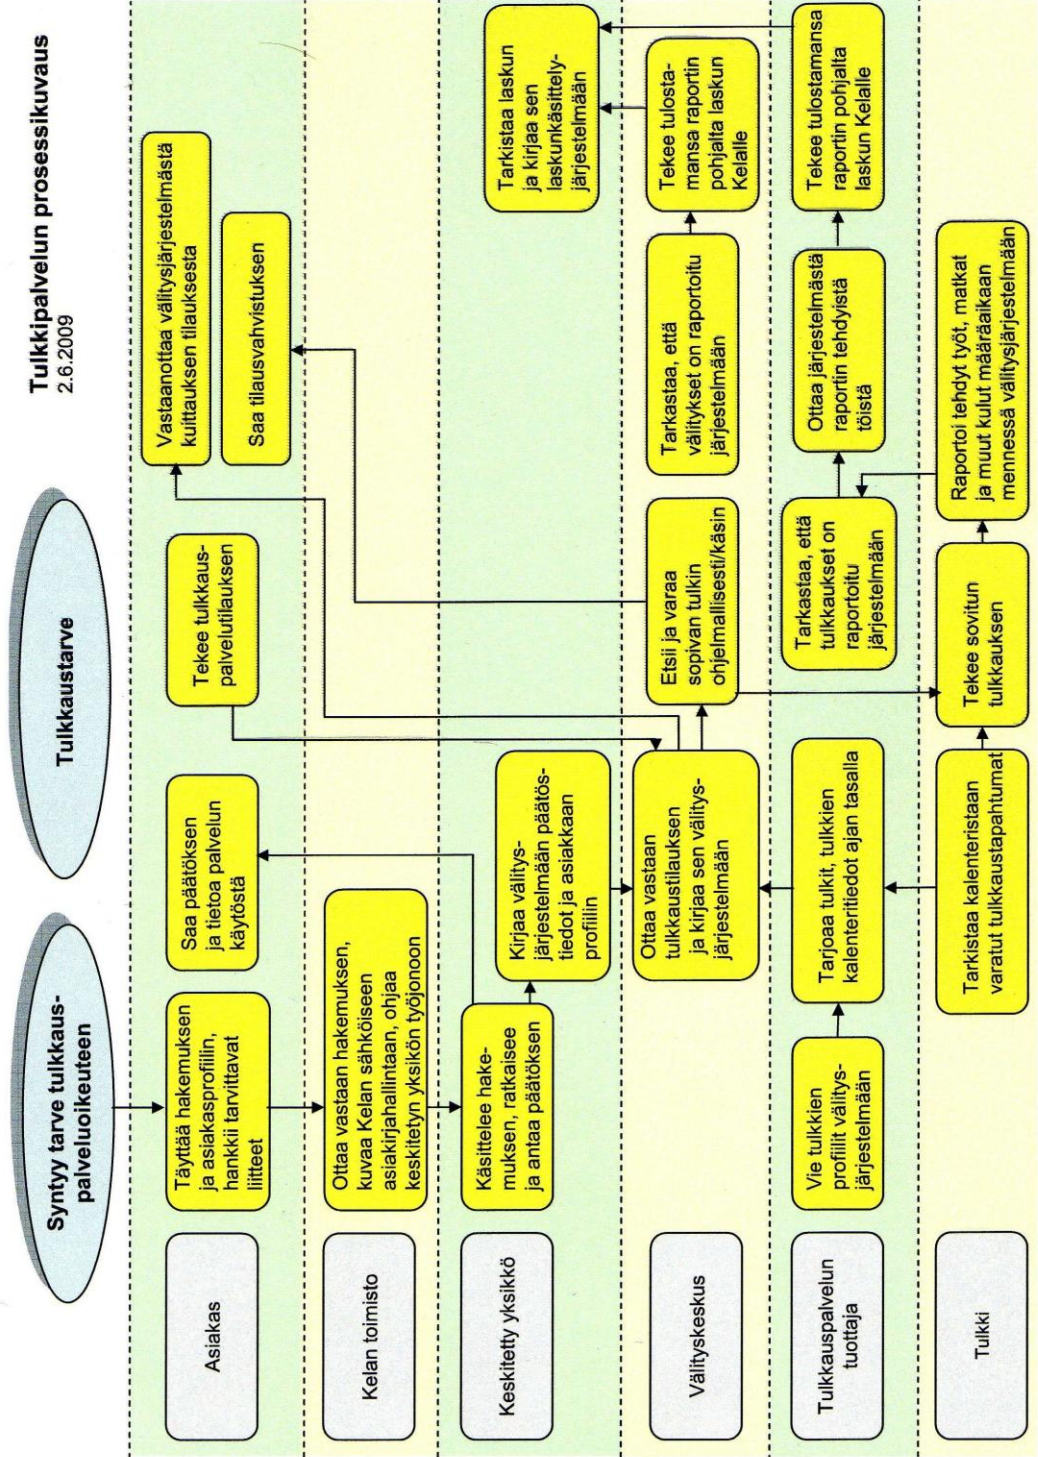 Tulkkipalvelun prosessikuvaus
2.6.2009
Syntyy tarve tulkkaus-
palveluoikeuteen
Tulkkaustarve
Asiakas
Täyttää hakemuksen
ja asiakasprofiilin,
hankkii tarvittavat
liitteet
Saa päätöksen
ja tietoa palvelun
käytöstä
Tekee tulkkaus-
palvelutilauksen
Vastaanottaa välitysjärjestelmästä
kuittauksen tilauksesta
Saa tilausvahvistuksen
Kelan toimisto
Ottaa vastaan hakemuksen,
kuvaa Kelan sähköiseen
asiakirjahallintaan, ohjaa
keskitetyn yksikön työjonoon
Keskitetty yksikkö
Käsittelee hake-
muksen, ratkaisee
ja antaa päätöksen
Kirjaa välitys-
järjestelmään päätös-
tiedot ja asiakkaan
profiilin
Tarkistaa laskun
ja kirjaa sen
laskunkäsittely-
järjestelmään
Välityskeskus
Ottaa vastaan
tulkkaustilauksen
ja kirjaa sen välitys-
järjestelmään
Etsii ja varaa
sopivan tulkin
ohjelmallisesti/käsin
Tarkastaa, että
välitykset on raportoitu
järjestelmään
Tekee tulosta-
mansa raportin
pohjalta laskun
Kelalle
Tulkkauspalvelun
tuottaja
Vie tulkkien
profiilit välitys-
järjestelmään
Tarjoaa tulkit, tulkkien
kalenteritiedot ajan tasalla
Tarkastaa, että
tulkkaukset on
raportoitu
järjestelmään
Ottaa järjestelmästä
raportin tehdyistä
töistä
Tekee tulostamansa
raportin pohjalta
laskun Kelalle
Tulkki
Tarkistaa kalenteristaan
varatut tulkkaustapahtumat
Tekee sovitun
tulkkauksen
Raportoi tehdyt työt, matkat
ja muut kulut määräaikaan
mennessä välitysjärjestelmään